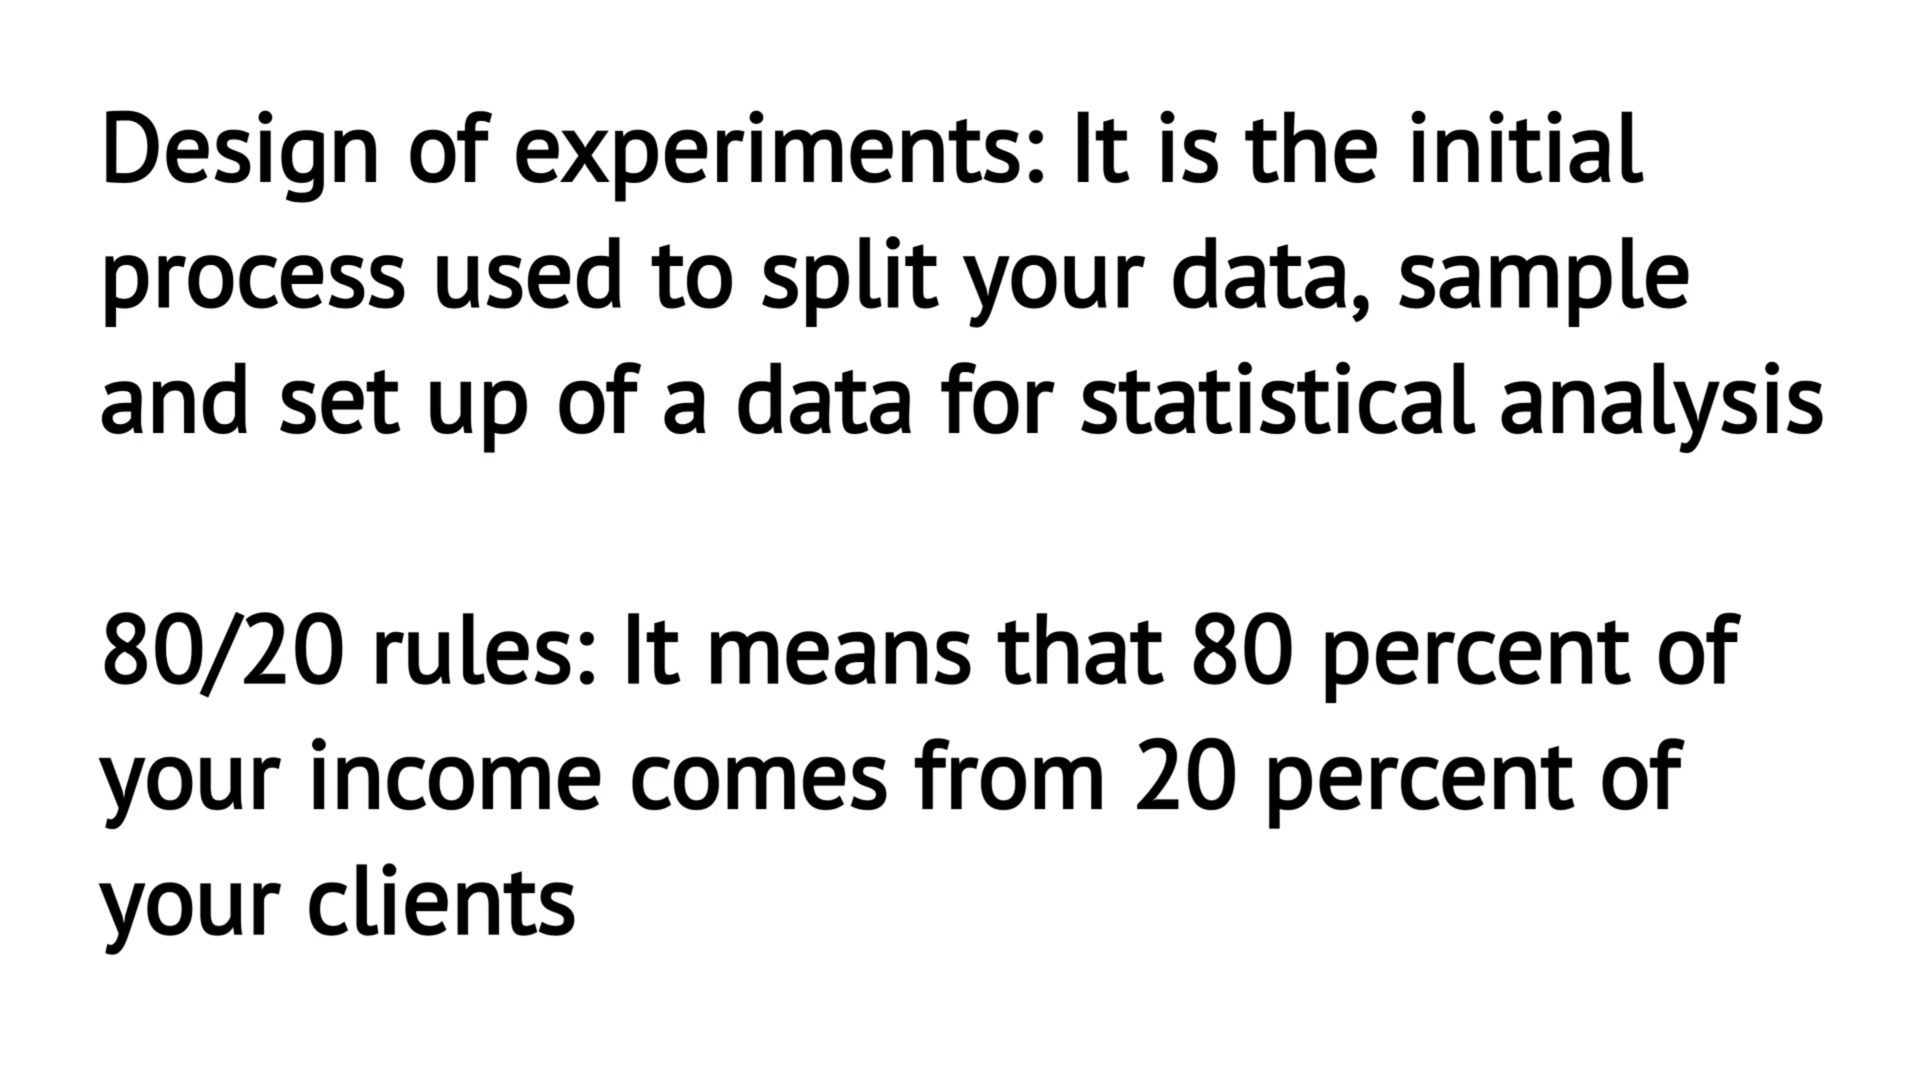 Design of experiments: It is the initial
process used to split your data, sample
and set up of a data for statistical analysis
80/20 rules: It means that 80 percent of
your income comes from 20 percent of
your clients